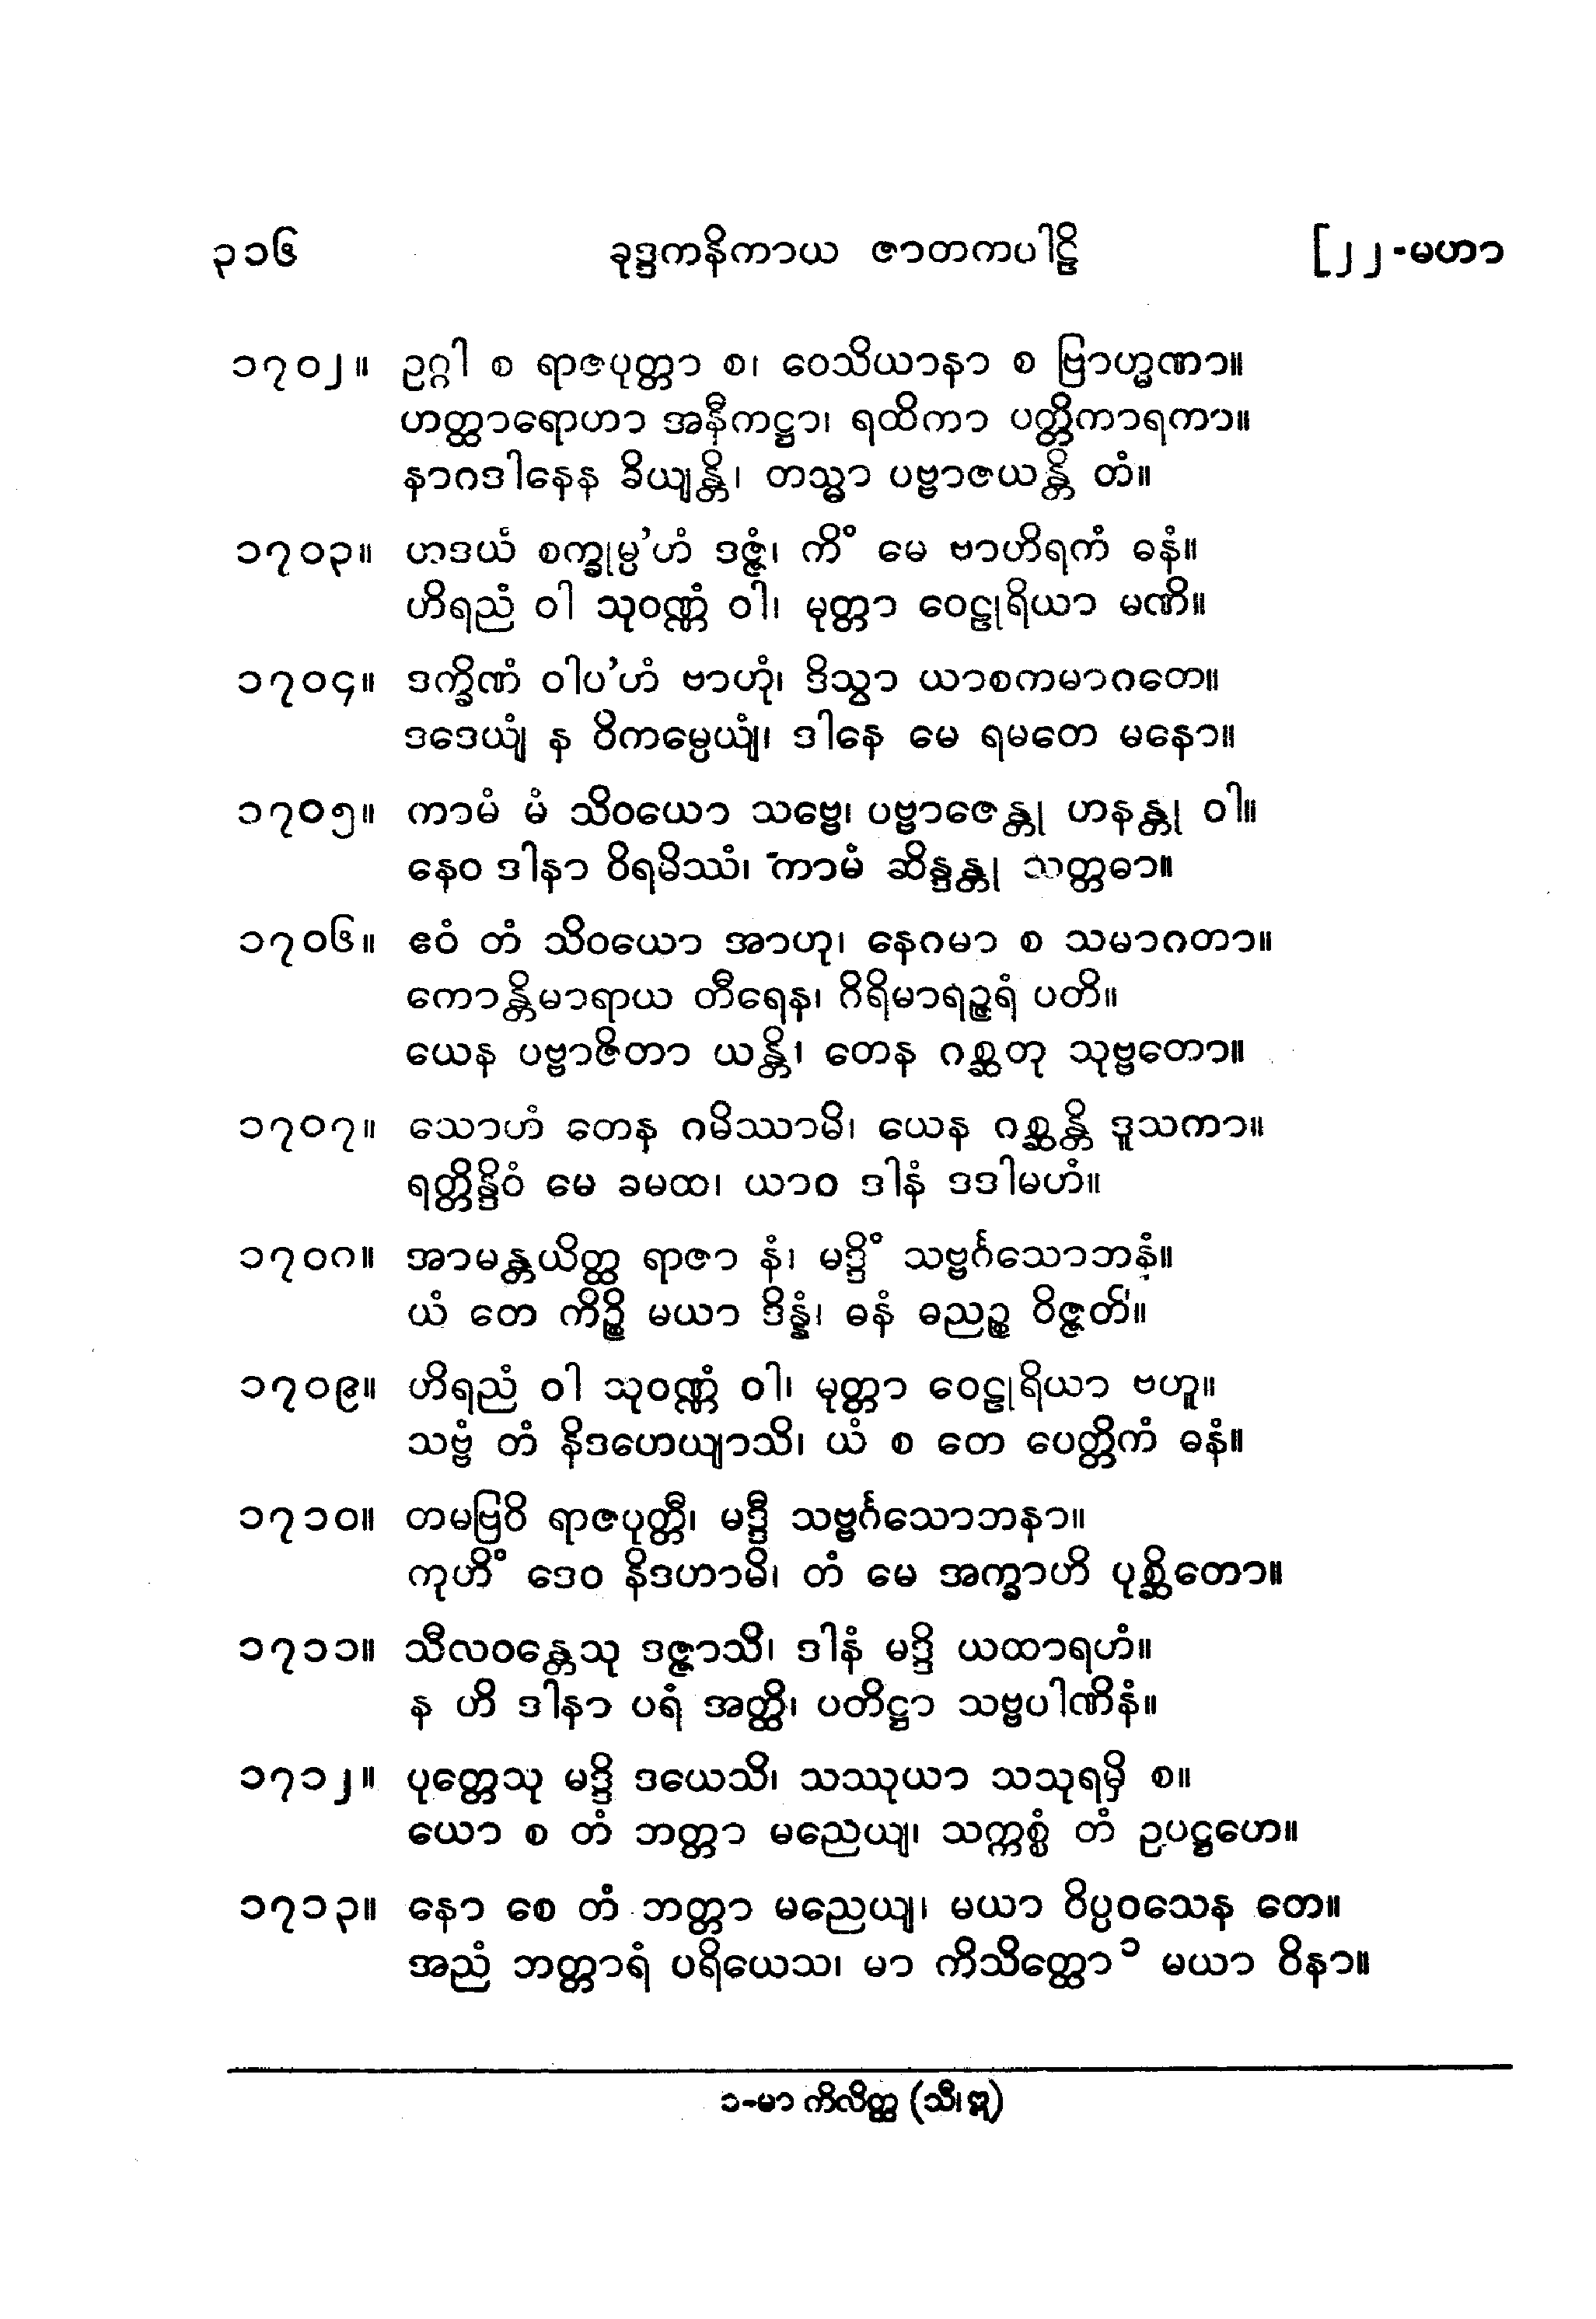 ၃၁၆ ခုဒ္ဒကနိကာယ ဇာတကပါဠိ [၂၂-မဟာ
၁၇၀၂။ ဥဂ္ဂါ စ ရာဇပုတ္တာ စ၊ ဝေသိယာနာ စ ဗြာဟ္မဏာ။
ဟတ္ထာရောဟာ အနီကဋ္ဌာ၊ ရထိကာ ပတ္တိကာရကာ။
နာဂဒါနေန ခိယျန္တိ၊ တသ္မာ ပဗ္ဗာဇယန္တိ တံ။
၁၇၀၃။ ဟဒယံ စက္ခုမ္ပ’ဟံ ဒဇ္ဇံ၊ ကိံ မေ ဗာဟိရကံ ဓနံ။
ဟိရညံ ဝါ သုဝဏ္ဏံ ဝါ၊ မုတ္တာ ဝေဠုရိယာ မဏိ။
၁၇၀၄။ ဒက္ခိဏံ ဝါပ’ဟံ ဗာဟုံ၊ ဒိသွာ ယာစကမာဂတေ။
ဒဒေယျံ န ဝိကမ္ပေယျံ၊ ဒါနေ မေ ရမတေ မနော။
၁၇၀၅။ ကာမံ မံ သိဝယော သဗ္ဗေ၊ ပဗ္ဗာဇေန္တု ဟနန္တု ဝါ။
နေဝ ဒါနာ ဝိရမိဿံ၊ ကာမံ ဆိန္ဒန္တု သတ္တဓာ။
၁၇၀၆။ ဧဝံ တံ သိဝယော အာဟု၊ နေဂမာ စ သမာဂတာ။
ကောန္တိမာရာယ တီရေန၊ ဂိရိမာရဉ္ဇရံ ပတိ။
ယေန ပဗ္ဗာဇိတာ ယန္တိ၊ တေန ဂစ္ဆတု သုဗ္ဗတော။
၁၇၀၇။ သောဟံ တေန ဂမိဿာမိ၊ ယေန ဂစ္ဆန္တိ ဒူသကာ။
ရတ္တိန္ဒိဝံ မေ ခမထ၊ ယာဝ ဒါနံ ဒဒါမဟံ။
၁၇၀၈။ အာမန္တယိတ္ထ ရာဇာ နံ၊ မဒ္ဒိံ သဗ္ဗင်္ဂသောဘနံ။
ယံ တေ ကိဉ္စိ မယာ ဒိန္နံ၊ ဓနံ ဓညဉ္စ ဝိဇ္ဇတိ။
၁၇၀၉။ ဟိရညံ ဝါ သုဝဏ္ဏံ ဝါ၊ မုတ္တာ ဝေဠုရိယာ ဗဟူ။
သဗ္ဗံ တံ နိဒဟေယျာသိ၊ ယံ စ တေ ပေတ္တိကံ ဓနံ။
၁၇၁၀။ တမဗြဝိ ရာဇပုတ္တီ၊ မဒ္ဒီ သဗ္ဗင်္ဂသောဘနာ။
ကုဟိံ ဒေဝ နိဒဟာမိ၊ တံ မေ အက္ခာဟိ ပုစ္ဆိတော။
၁၇၁၁။ သီလဝန္တေသု ဒဇ္ဇာသိ၊ ဒါနံ မဒ္ဒိ ယထာရဟံ။
န ဟိ ဒါနာ ပရံ အတ္ထိ၊ ပတိဋ္ဌာ သဗ္ဗပါဏိနံ။
၁၇၁၂။ ပုတ္တေသု မဒ္ဒိ ဒယေသိ၊ သဿုယာ သသုရမှိ စ။
ယော စ တံ ဘတ္တာ မညေယျ၊ သက္ကစ္စံ တံ ဥပဋ္ဌဟေ။
၁၇၁၃။ နော စေ တံ ဘတ္တာ မညေယျ၊ မယာ ဝိပ္ပဝသေန တေ။
အညံ ဘတ္တာရံ ပရိယေသ၊ မာ ကိသိတ္ထော၁ မယာ ဝိနာ။
၁-မာ ကိလိတ္ထ (သီ၊ ဣ)